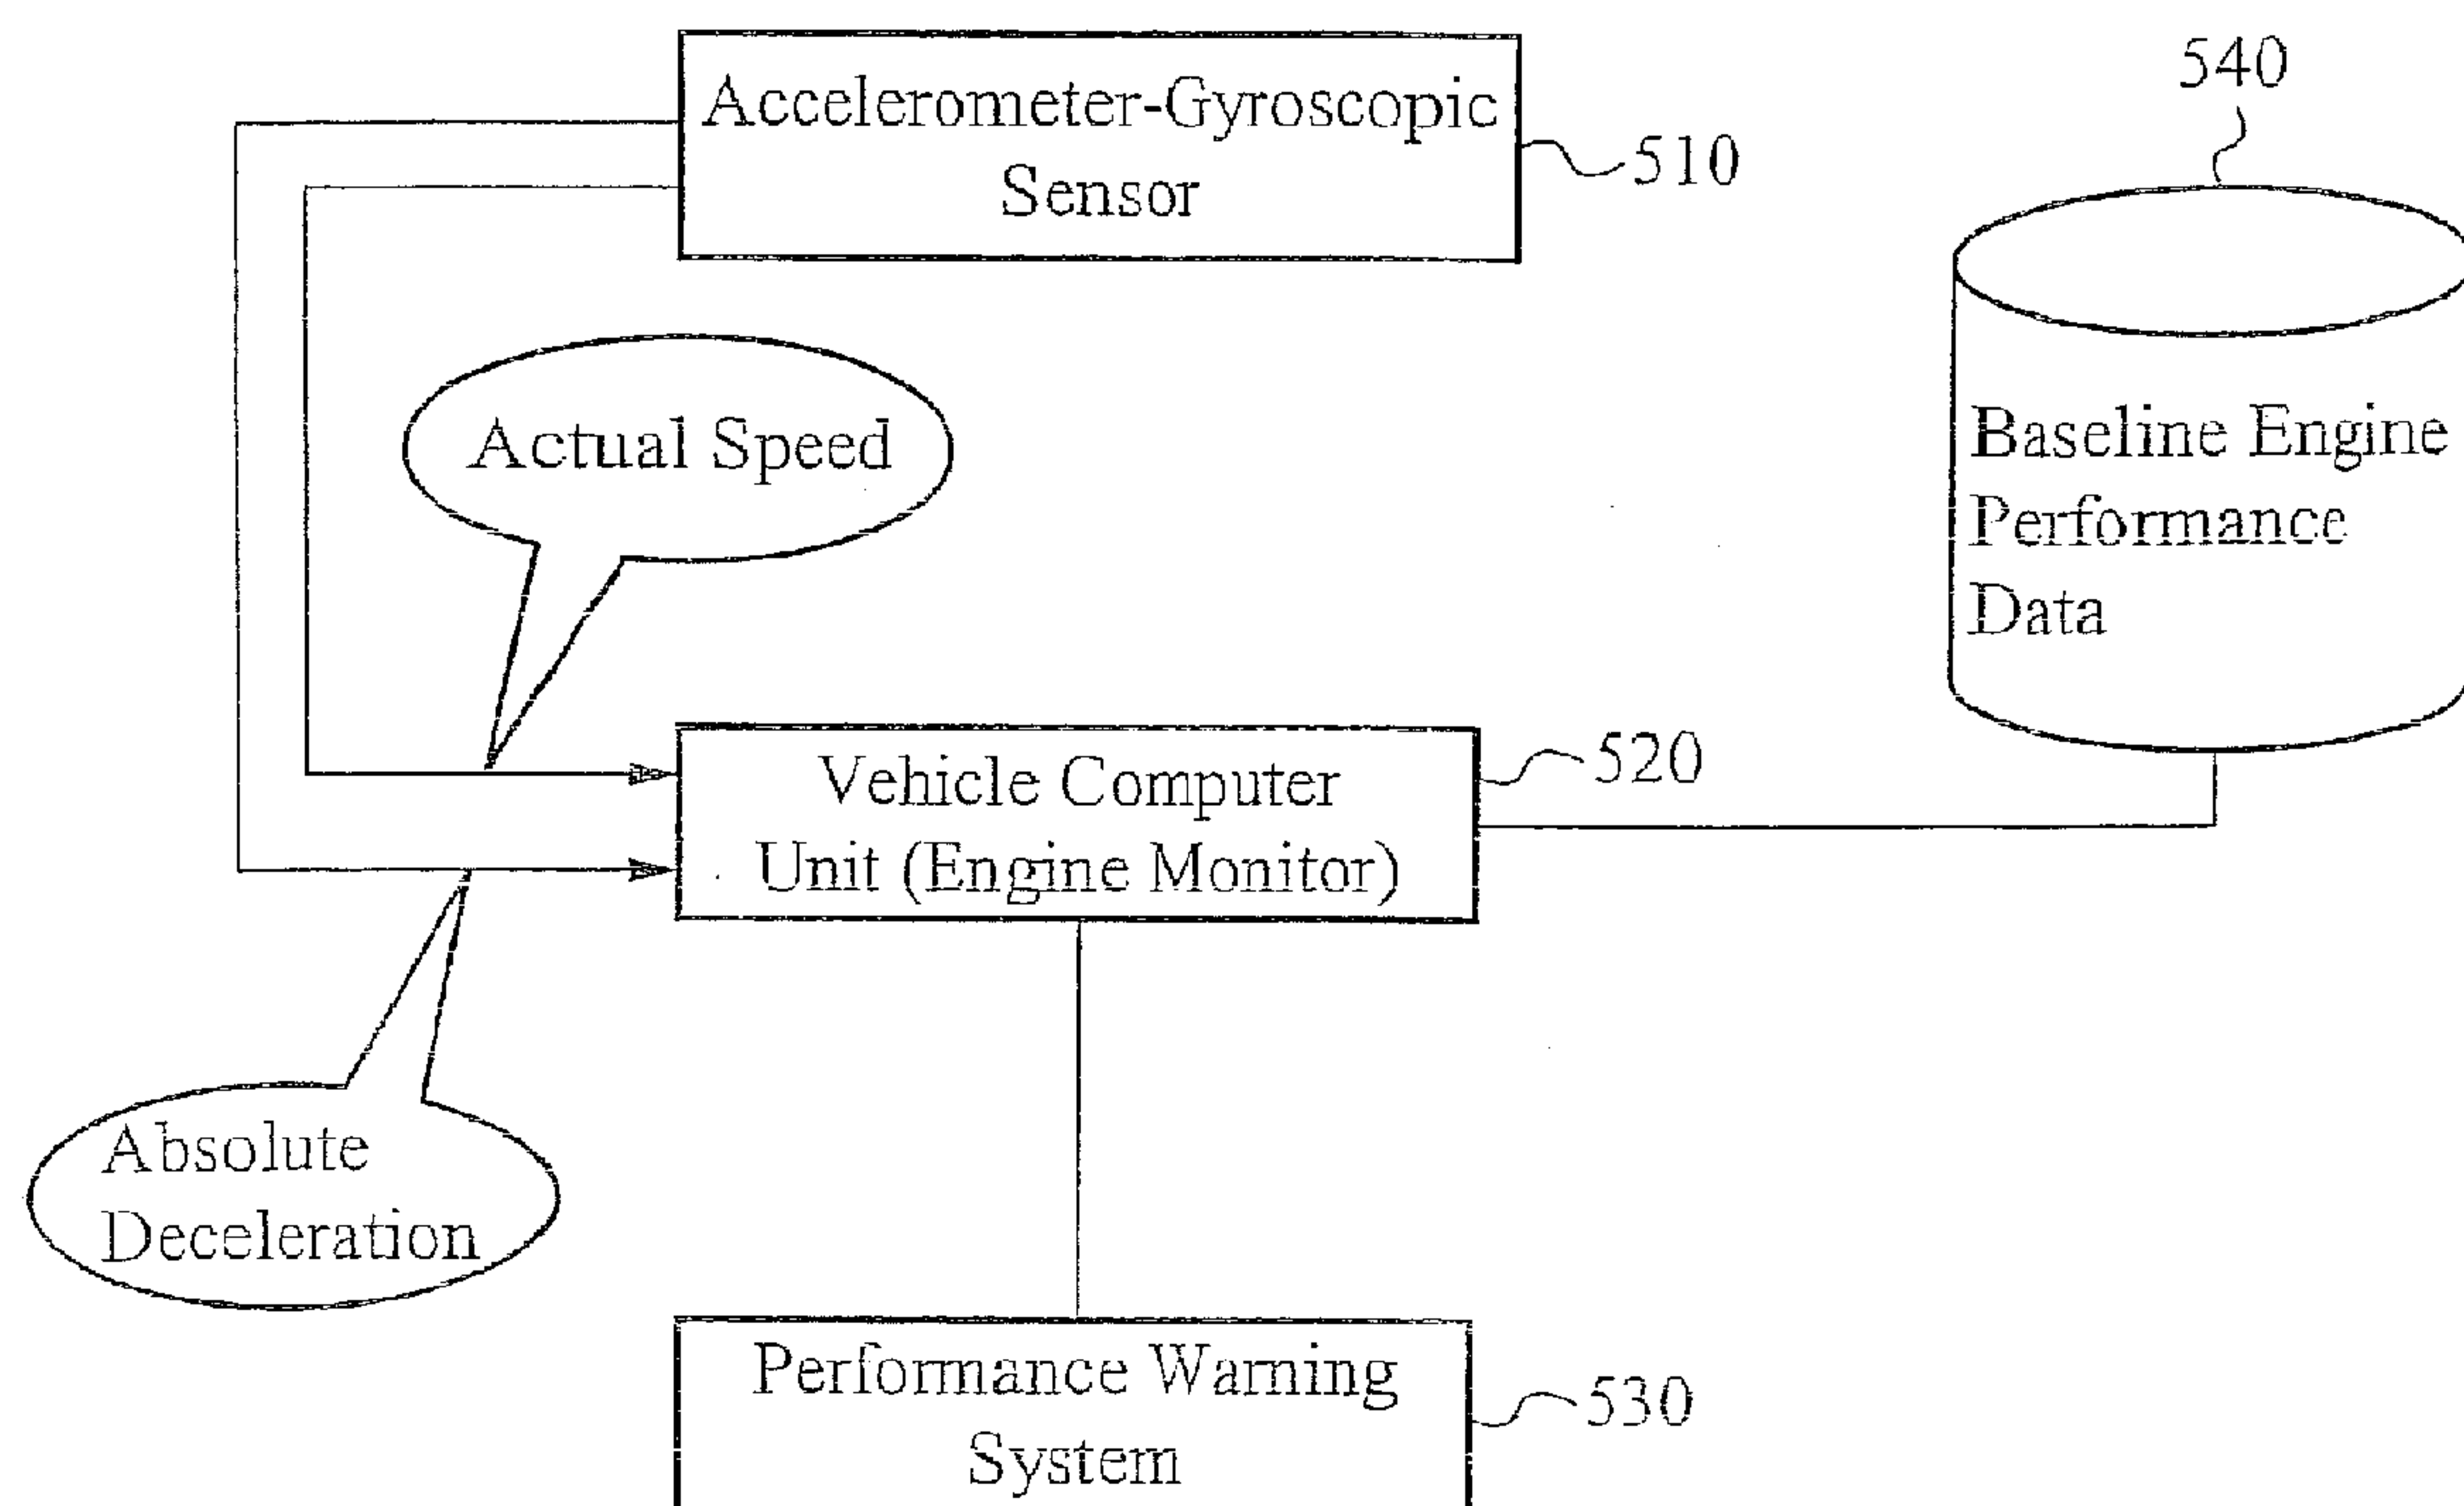 Accelerometer-Gyroscopic
Sensor
510
540
Actual Speed
Baseline Engine
Performance
Data
Vehicle Computer
Unit (Engine Monitor)
520
Absolute
Deceleration
Performance Warning
System
530